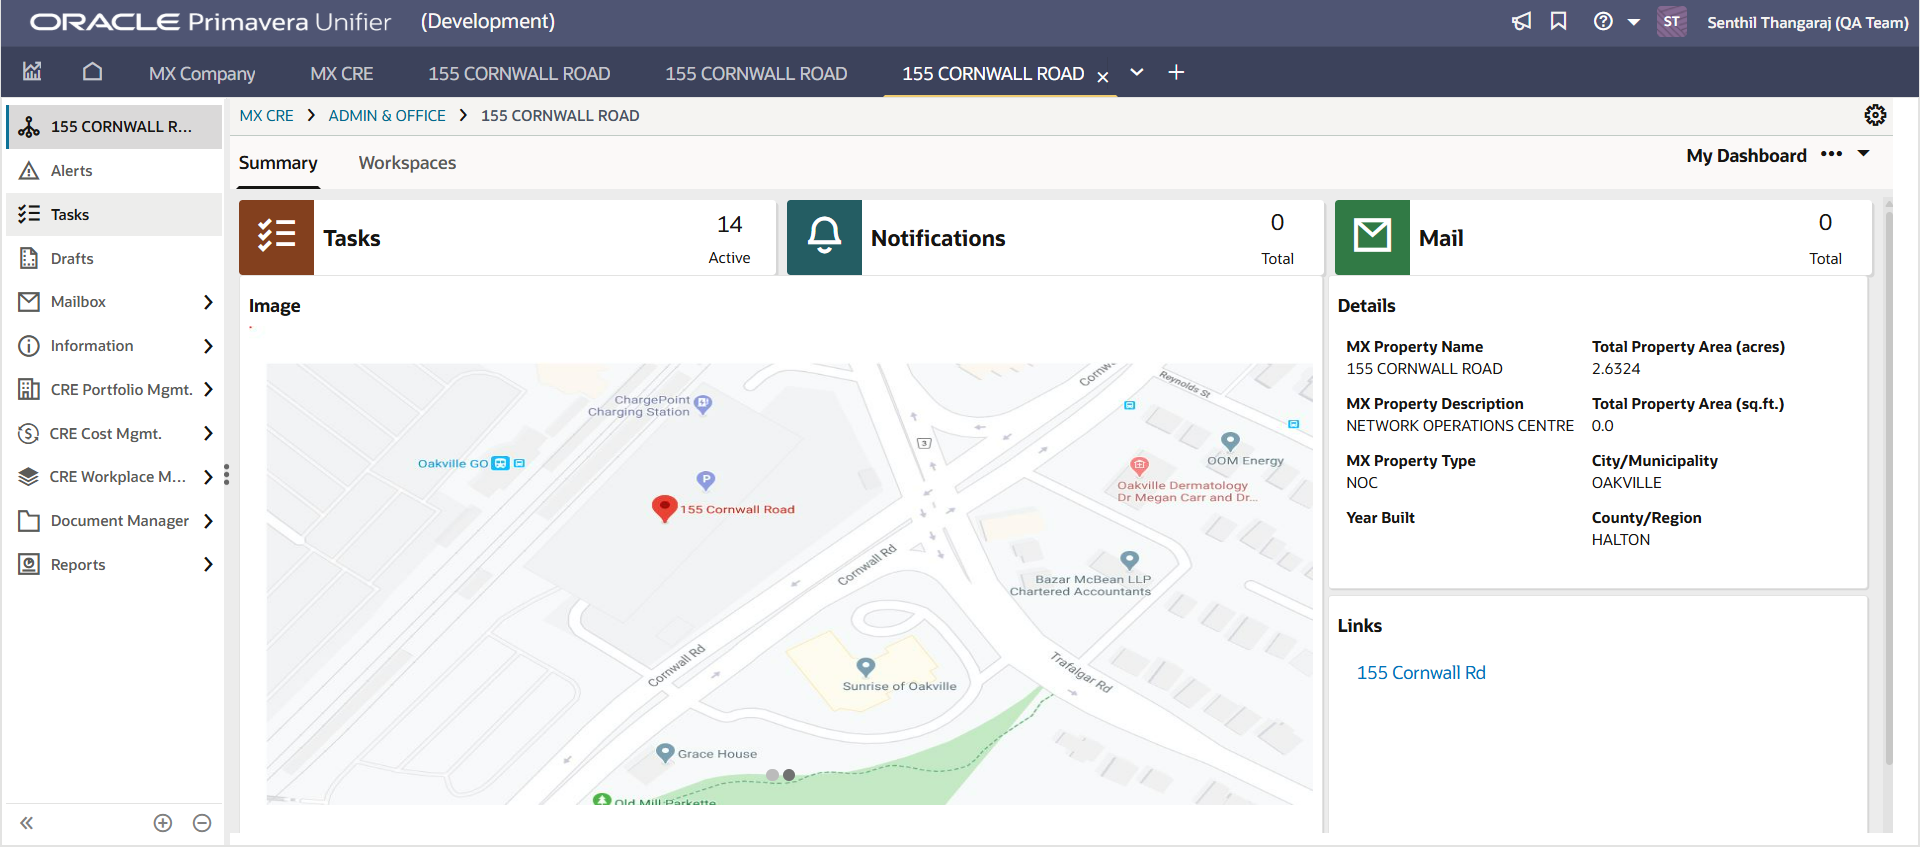 ORACLE Primavera Unifier (Development)
ST Senthil Thangaraj (QA Team)
MX Company MX CRE 155 CORNWALL ROAD 155 CORNWALL ROAD 155 CORNWALL ROAD
155 CORNWALL R...
Alerts
Tasks
Drafts
Mailbox
Information
CRE Portfolio Mgmt.
CRE Cost Mgmt.
CRE Workplace M...
Document Manager
Reports
MX CRE ADMIN & OFFICE 155 CORNWALL ROAD
Summary Workspaces
My Dashboard
Tasks
14
Active
Notifications
0
Total
Mail
0
Total
Image
ChargePoint
Charging Station
Oakville GO
P
155 Cornwall Road
Cornw
Reynolds St
3
OOM Energy
Oakville Dermatology
Dr Megan Carr and Dr...
Cornwall Rd
Bazar McBean LLP
Chartered Accountants
Cornwall Rd
Trafalgar Rd
Sunrise of Oakville
Grace House
Old Mill Parkette
Details
MX Property Name
155 CORNWALL ROAD
Total Property Area (acres)
2.6324
MX Property Description
NETWORK OPERATIONS CENTRE
Total Property Area (sq.ft.)
0.0
MX Property Type
NOC
City/Municipality
OAKVILLE
Year Built
County/Region
HALTON
Links
155 Cornwall Rd